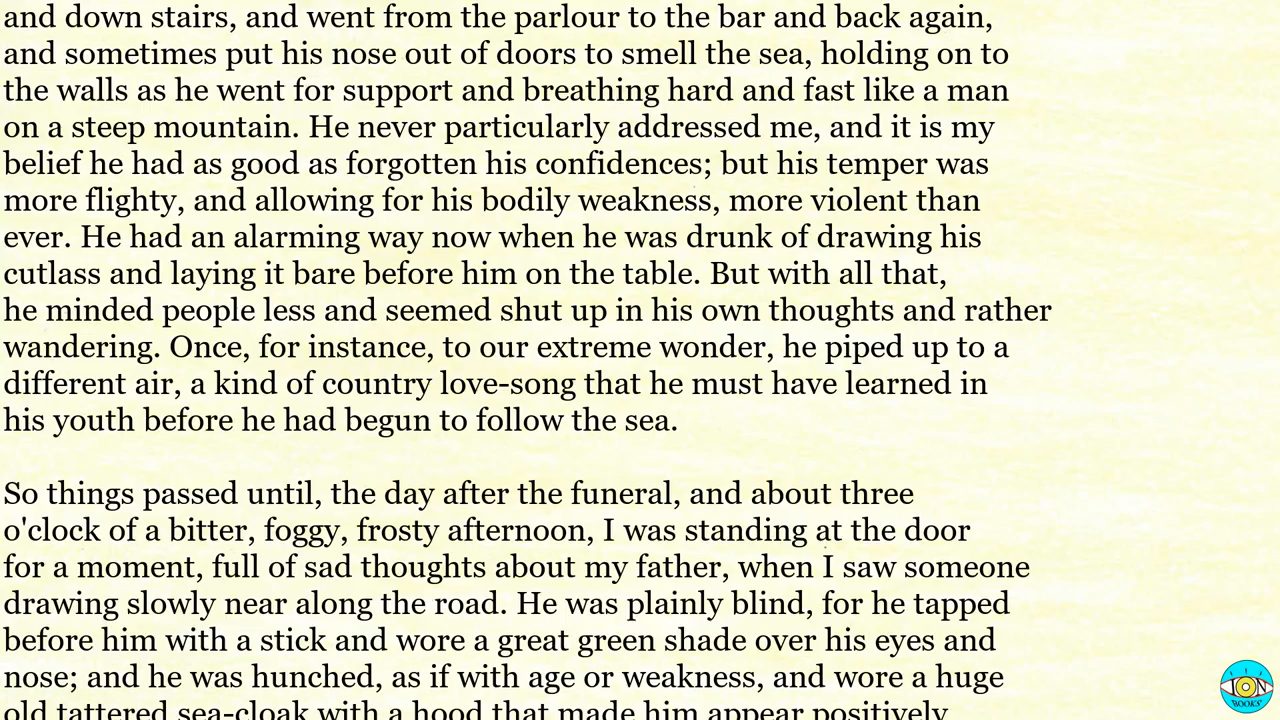 and down stairs, and went from the parlour to the bar and back again,
and sometimes put his nose out of doors to smell the sea, holding on to
the walls as he went for support and breathing hard and fast like a man
on a steep mountain. He never particularly addressed me, and it is my
belief he had as good as forgotten his confidences; but his temper was
more flighty, and allowing for his bodily weakness, more violent than
ever. He had an alarming way now when he was drunk of drawing his
cutlass and laying it bare before him on the table. But with all that,
he minded people less and seemed shut up in his own thoughts and rather
wandering. Once, for instance, to our extreme wonder, he piped up to a
different air, a kind of country love-song that he must have learned in
his youth before he had begun to follow the sea.
So things passed until, the day after the funeral, and about three
o'clock of a bitter, foggy, frosty afternoon, I was standing at the door
for a moment, full of sad thoughts about my father, when I saw someone
drawing slowly near along the road. He was plainly blind, for he tapped
before him with a stick and wore a great green shade over his eyes and
nose; and he was hunched, as if with age or weakness, and wore a huge
old tattered sea-cloak with a hood that made him appear positively
ION
BOOKS